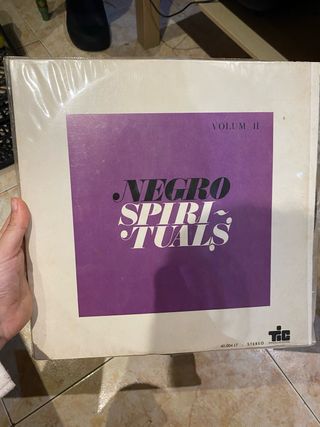 VOLUM II
NEGRO
SPIRI~
TUALS
tic
STEREO